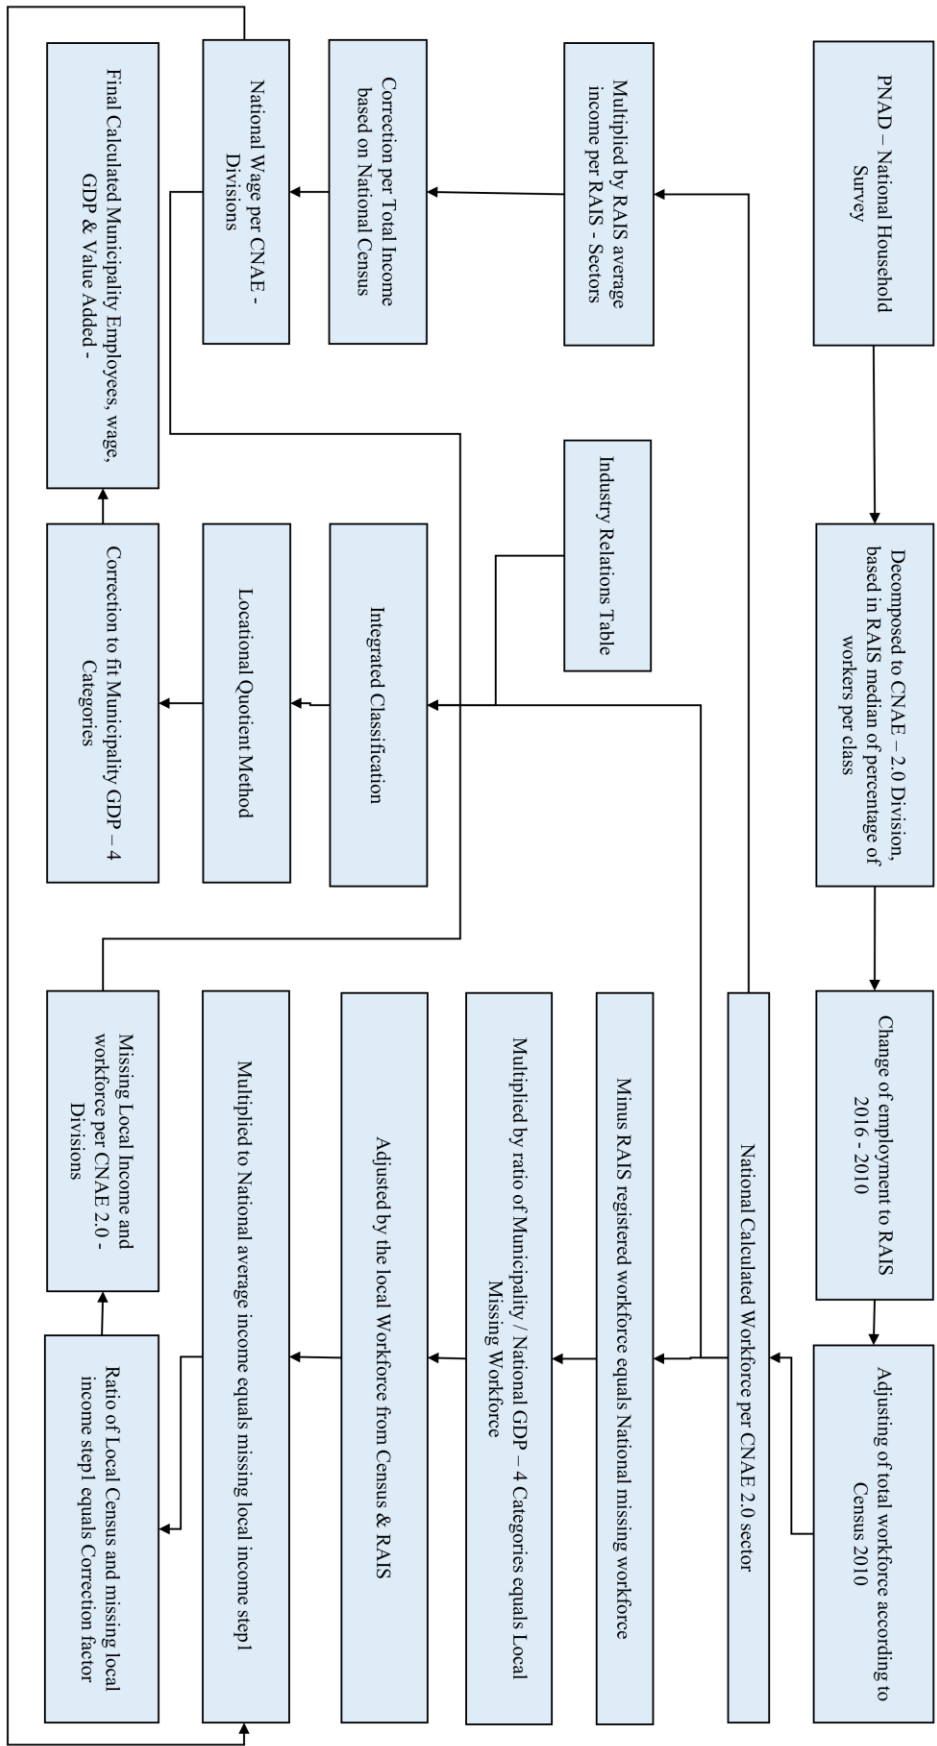 PNAD – National Household
Survey
Decomposed to CNAE – 2.0 Division,
based in RAIS median of percentage of
workers per class
Change of employment to RAIS
2016 - 2010
Adjusting of total workforce according to
Census 2010
National Calculated Workforce per CNAE 2.0 sector
Multiplied by RAIS average
income per RAIS - Sectors
Industry Relations Table
Minus RAIS registered workforce equals National missing workforce
Multiplied by ratio of Municipality / National GDP – 4 Categories equals Local
Missing Workforce
Correction per Total Income
based on National Census
Integrated Classification
Adjusted by the local Workforce from Census & RAIS
National Wage per CNAE -
Divisions
Locational Quotient Method
Multiplied to National average income equals missing local income step1
Final Calculated Municipality Employees, wage,
GDP & Value Added -
Correction to fit Municipality GDP – 4
Categories
Missing Local Income and
workforce per CNAE 2.0 -
Divisions
Ratio of Local Census and missing local
income step1 equals Correction factor